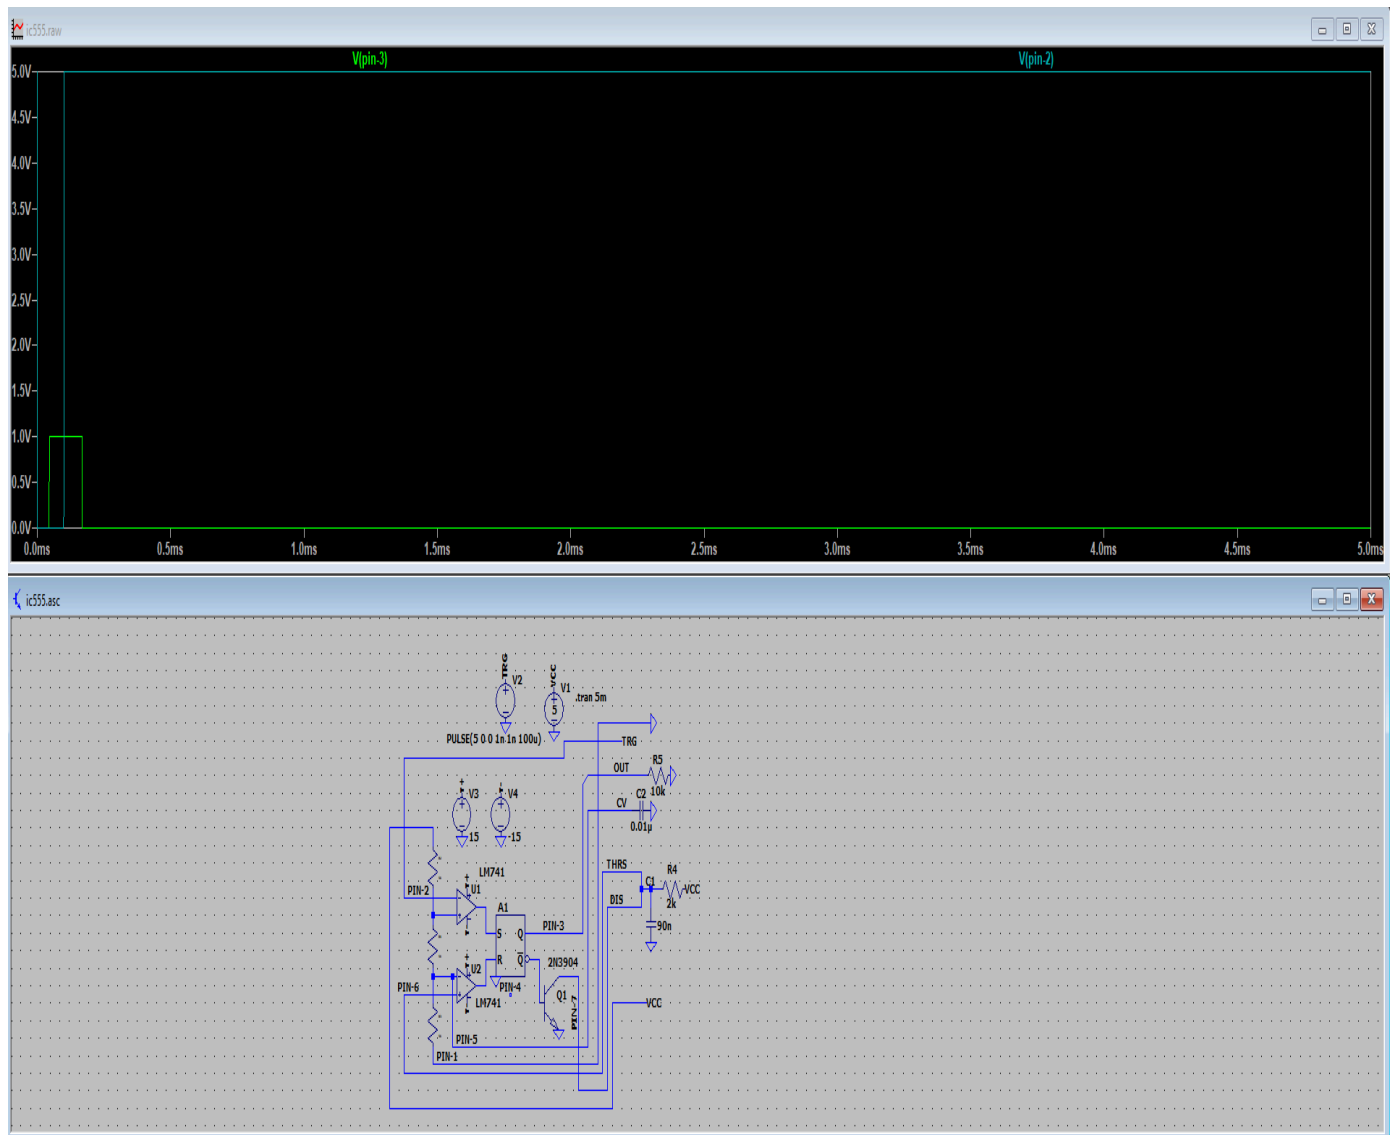 ic555.raw
V(pin-3) V(pin-2)
5.0V
4.5V
4.0V
3.5V
3.0V
2.5V
2.0V
1.5V
1.0V
0.5V
0.0V
0.0ms 0.5ms 1.0ms 1.5ms 2.0ms 2.5ms 3.0ms 3.5ms 4.0ms 4.5ms 5.0ms
ic555.asc
TRG
VCC
V2
V1
.tran 5m
5
PULSE(5 0 0 1n 1n 100u)
TRG
R5
OUT
10k
V3 V4
C2
CV
15 -15
0.01µ
THRS
R4
LM741
C1
VCC
PIN-2
U1
2k
DIS
A1
PIN-3
90n
S Q
R Q
2N3904
U2
PIN-6
PIN-4
Q1
LM741
PIN-7
VCC
PIN-5
PIN-1